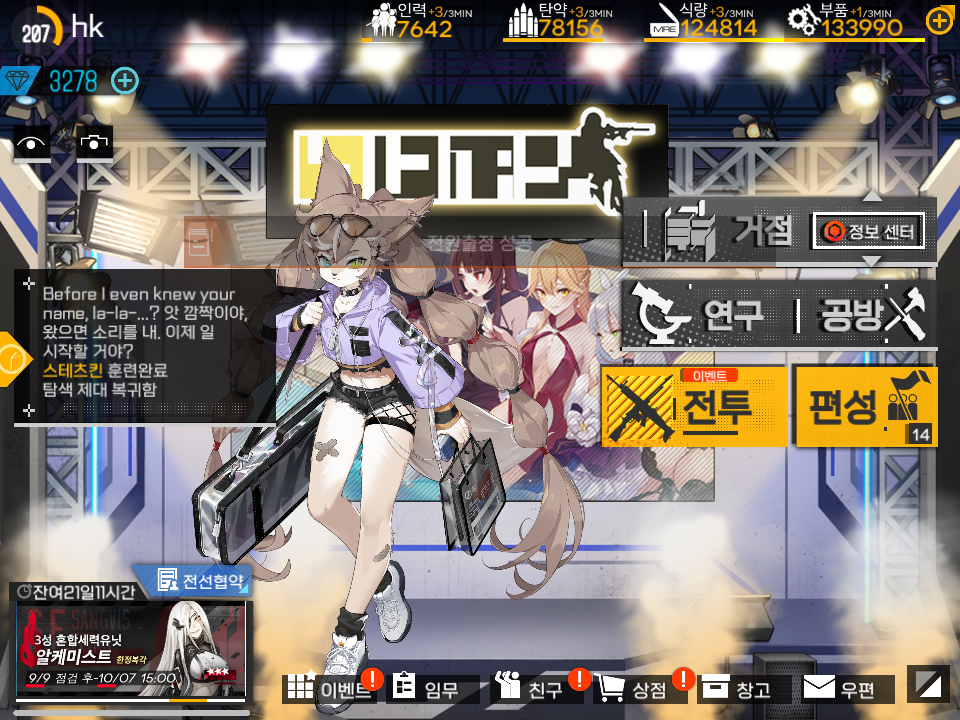 207 hk
인력 +3/3MIN
7642
탄약 +3/3MIN
78156
식량 +3/3MIN
MRE 124814
부품 +1/3MIN
133990
3278
전원출정 성공
거점
정보 센터
연구 공방
Before I even knew your
name, la-la-...? 앗 깜짝이야,
왔으면 소리를 내. 이제 일
시작할 거야?
스테츠킨 훈련완료
탐색 제대 복귀함
이벤트
전투
편성
14
잔여21일11시간
전선협약
SANGVIS
3성 혼합세력유닛
알케미스트 한정복각
9/9 점검 후-10/07 15:00
이벤트
임무
친구
상점
창고
우편